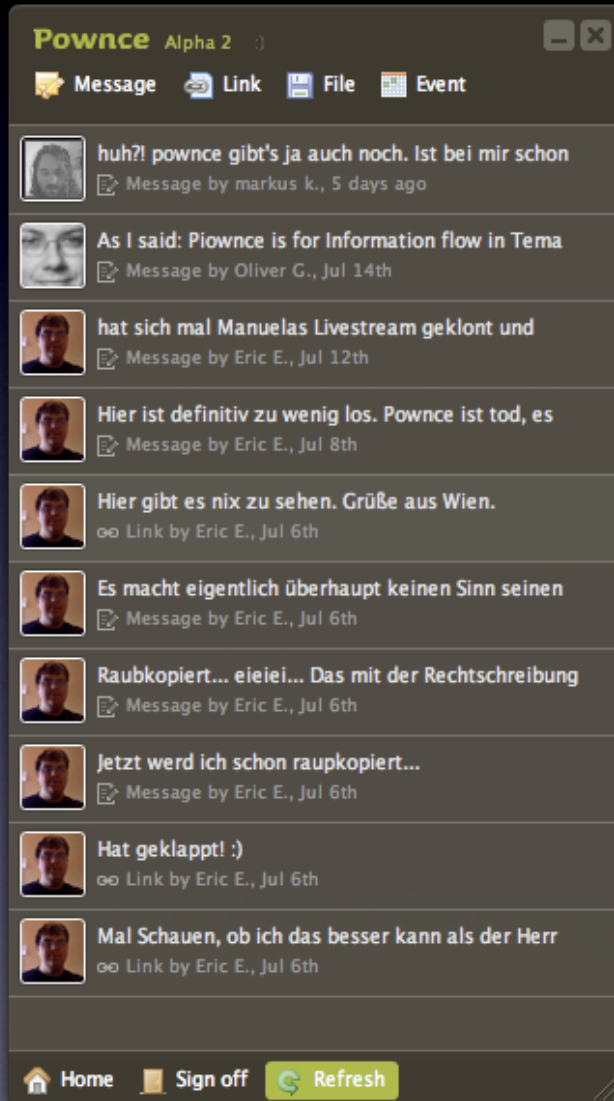 Pownce Alpha 2 :)
Message Link File Event
huh?! pownce gibt's ja auch noch. Ist bei mir schon
Message by markus k., 5 days ago
As I said: Piownce is for Information flow in Tema
Message by Oliver G., Jul 14th
hat sich mal Manuelas Livestream geklont und
Message by Eric E., Jul 12th
Hier ist definitiv zu wenig los. Pownce ist tod, es
Message by Eric E., Jul 8th
Hier gibt es nix zu sehen. Grüße aus Wien.
Link by Eric E., Jul 6th
Es macht eigentlich überhaupt keinen Sinn seinen
Message by Eric E., Jul 6th
Raubkopiert... eieiei... Das mit der Rechtschreibung
Message by Eric E., Jul 6th
Jetzt werd ich schon raupkopiert...
Message by Eric E., Jul 6th
Hat geklappt! :)
Link by Eric E., Jul 6th
Mal Schauen, ob ich das besser kann als der Herr
Link by Eric E., Jul 6th
Home Sign off Refresh